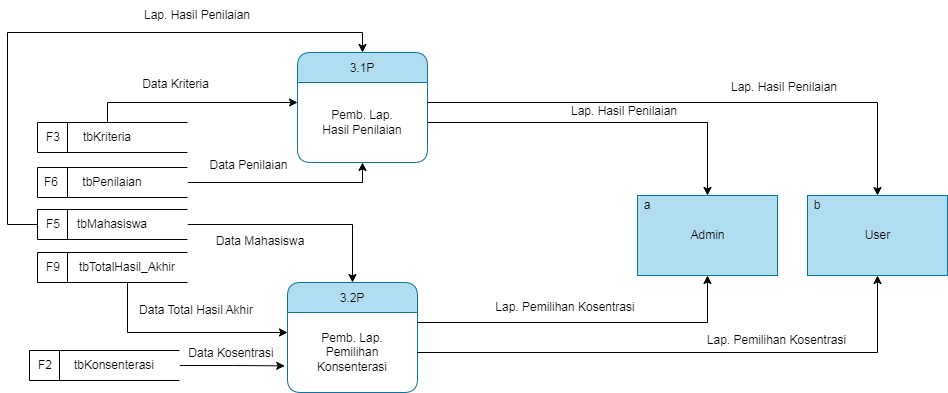 Lap. Hasil Penilaian
3.1P
Pemb. Lap.
Hasil Penilaian
Data Kriteria
Lap. Hasil Penilaian
Lap. Hasil Penilaian
F3 tbKriteria
Data Penilaian
F6 tbPenilaian
F5 tbMahasiswa
Data Mahasiswa
a
Admin
b
User
F9 tbTotalHasil_Akhir
3.2P
Pemb. Lap.
Pemilihan
Konsenterasi
Data Total Hasil Akhir
Lap. Pemilihan Kosentrasi
Lap. Pemilihan Kosentrasi
Data Kosentrasi
F2 tbKonsenterasi